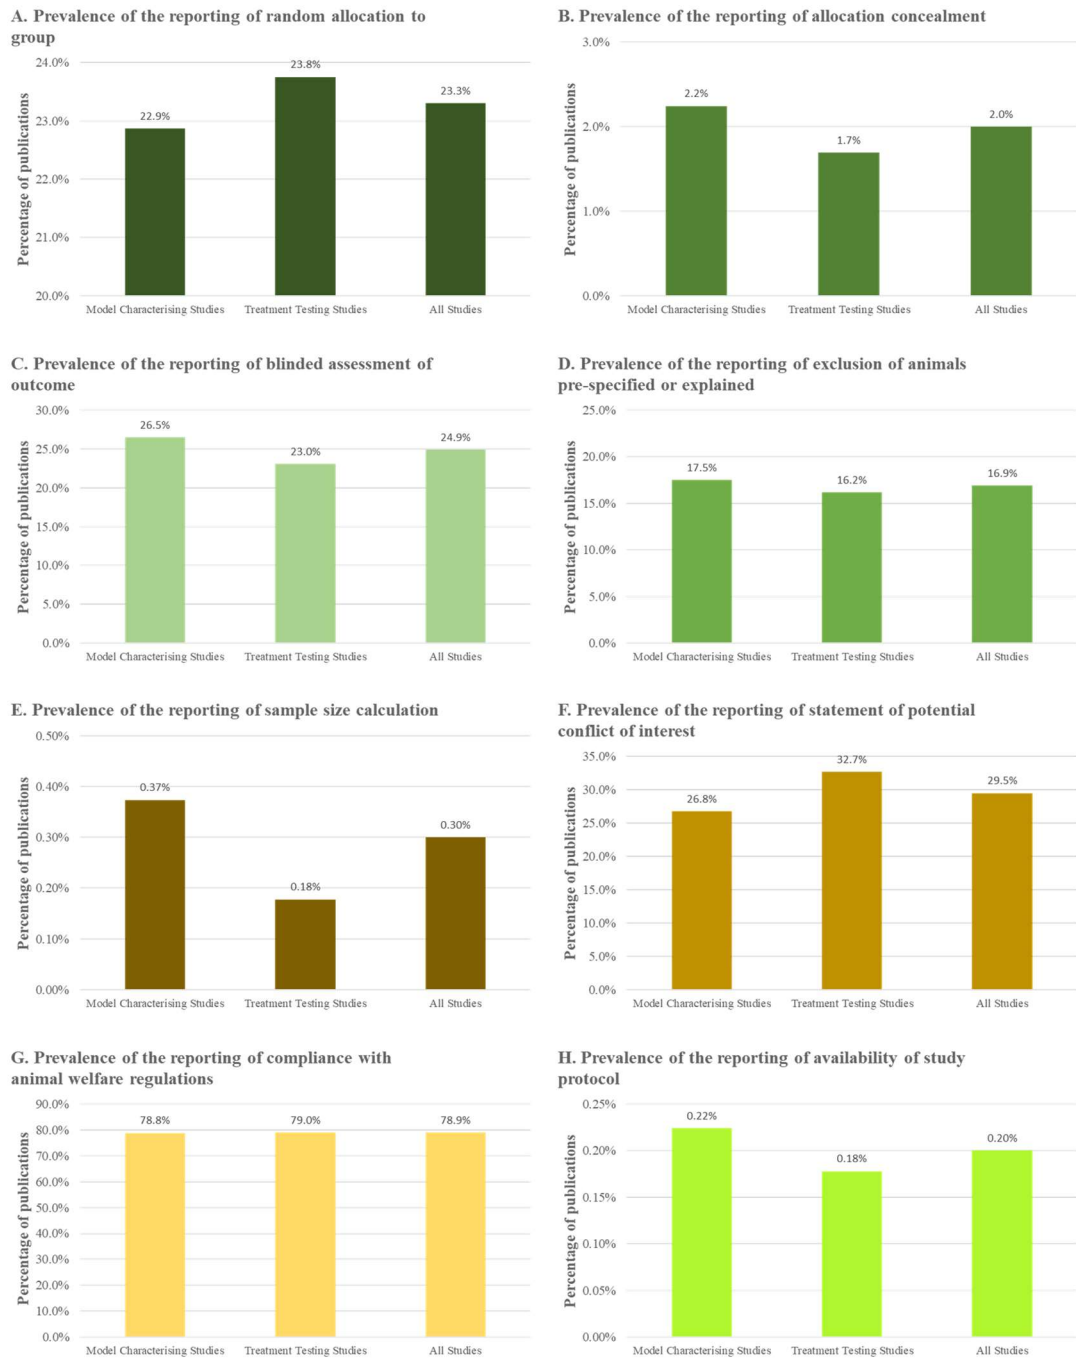 A. Prevalence of the reporting of random allocation to
group
Percentage of publications
24.0%
23.0%
22.0%
21.0%
20.0%
22.9%
23.8%
23.3%
Model Characterising Studies
Treatment Testing Studies
All Studies
B. Prevalence of the reporting of allocation concealment
Percentage of publications
3.0%
2.0%
1.0%
0.0%
2.2%
1.7%
2.0%
Model Characterising Studies
Treatment Testing Studies
All Studies
C. Prevalence of the reporting of blinded assessment of
outcome
Percentage of publications
30.0%
25.0%
20.0%
15.0%
10.0%
5.0%
0.0%
26.5%
23.0%
24.9%
Model Characterising Studies
Treatment Testing Studies
All Studies
D. Prevalence of the reporting of exclusion of animals
pre-specified or explained
Percentage of publications
25.0%
20.0%
15.0%
10.0%
5.0%
0.0%
17.5%
16.2%
16.9%
Model Characterising Studies
Treatment Testing Studies
All Studies
E. Prevalence of the reporting of sample size calculation
Percentage of publications
0.50%
0.40%
0.30%
0.20%
0.10%
0.00%
0.37%
0.18%
0.30%
Model Characterising Studies
Treatment Testing Studies
All Studies
F. Prevalence of the reporting of statement of potential
conflict of interest
Percentage of publications
35.0%
30.0%
25.0%
20.0%
15.0%
10.0%
5.0%
0.0%
26.8%
32.7%
29.5%
Model Characterising Studies
Treatment Testing Studies
All Studies
G. Prevalence of the reporting of compliance with
animal welfare regulations
Percentage of publications
90.0%
80.0%
70.0%
60.0%
50.0%
40.0%
30.0%
20.0%
10.0%
0.0%
78.8%
79.0%
78.9%
Model Characterising Studies
Treatment Testing Studies
All Studies
H. Prevalence of the reporting of availability of study
protocol
Percentage of publications
0.25%
0.20%
0.15%
0.10%
0.05%
0.00%
0.22%
0.18%
0.20%
Model Characterising Studies
Treatment Testing Studies
All Studies